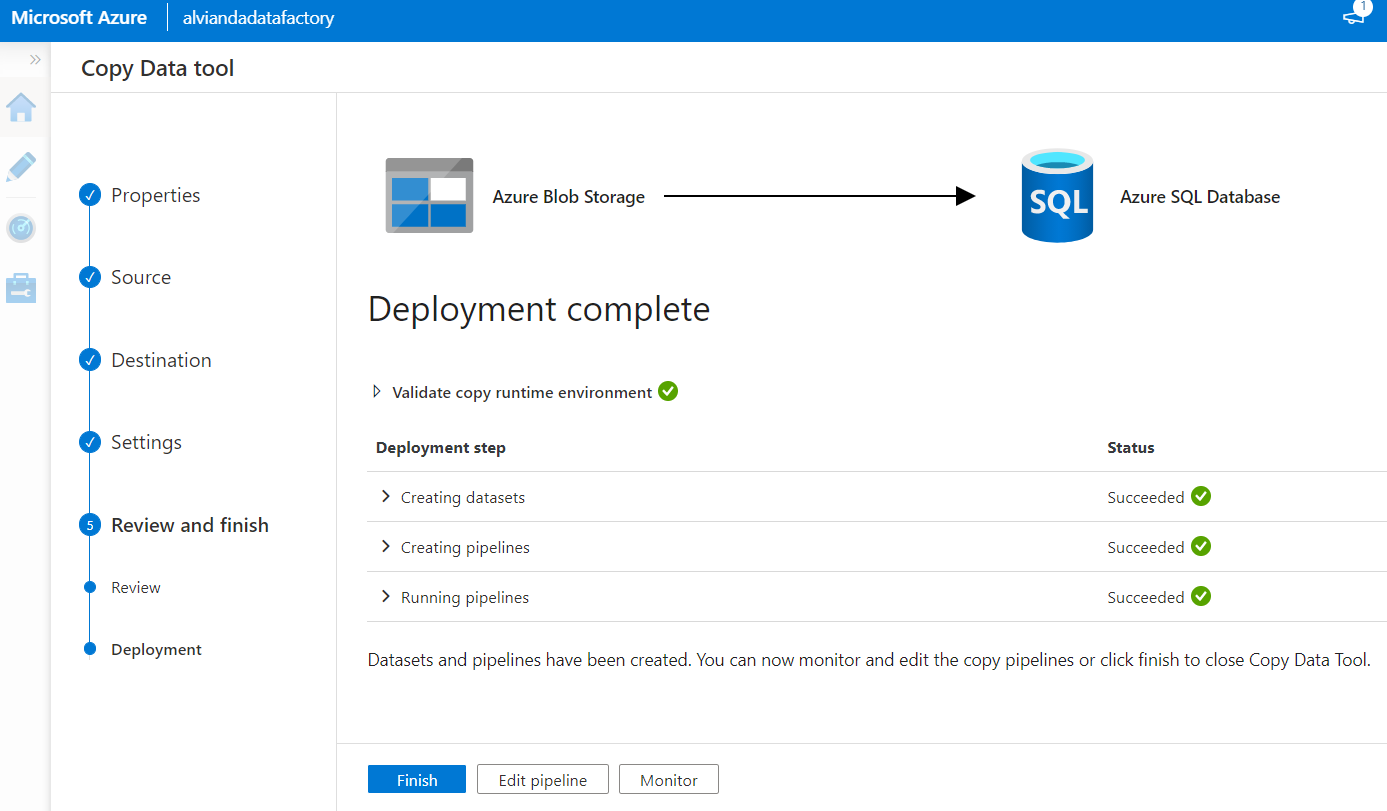 Microsoft Azure
alviandadatafactory
1
Copy Data tool
Properties
Source
Destination
Settings
5
Review and finish
Review
Deployment
Azure Blob Storage
SQL
Azure SQL Database
Deployment complete
Validate copy runtime environment
Deployment step Status
Creating datasets Succeeded
Creating pipelines Succeeded
Running pipelines Succeeded
Datasets and pipelines have been created. You can now monitor and edit the copy pipelines or click finish to close Copy Data Tool.
Finish Edit pipeline Monitor